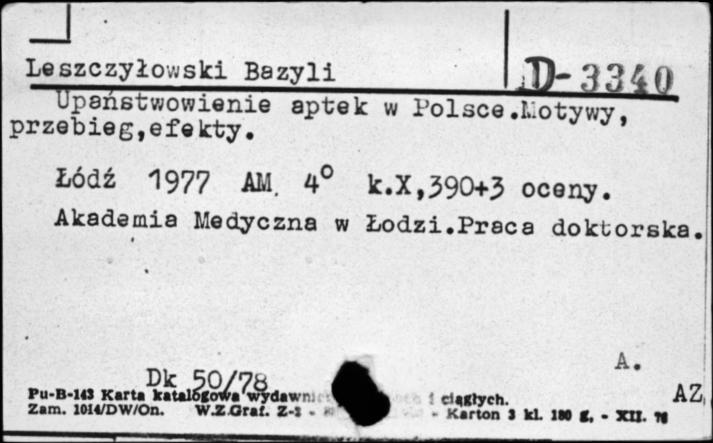 Leszczyłowski Bazyli
D-3340
Upaństwowienie aptek w Polsce.Motywy,
przebieg,efekty.
Łódź 1977 AM. 4° k.X,390+3 oceny.
Akademia Medyczna w Łodzi.Praca doktorska.
A.
Dk 50/78
AZ
Pu-B-143 Karta katalogowa i ciągłych.
Zam. 1014/DW/On. W.Z.Graf. Z-2 - Karton 3 kl. 180 g. - XII. 76